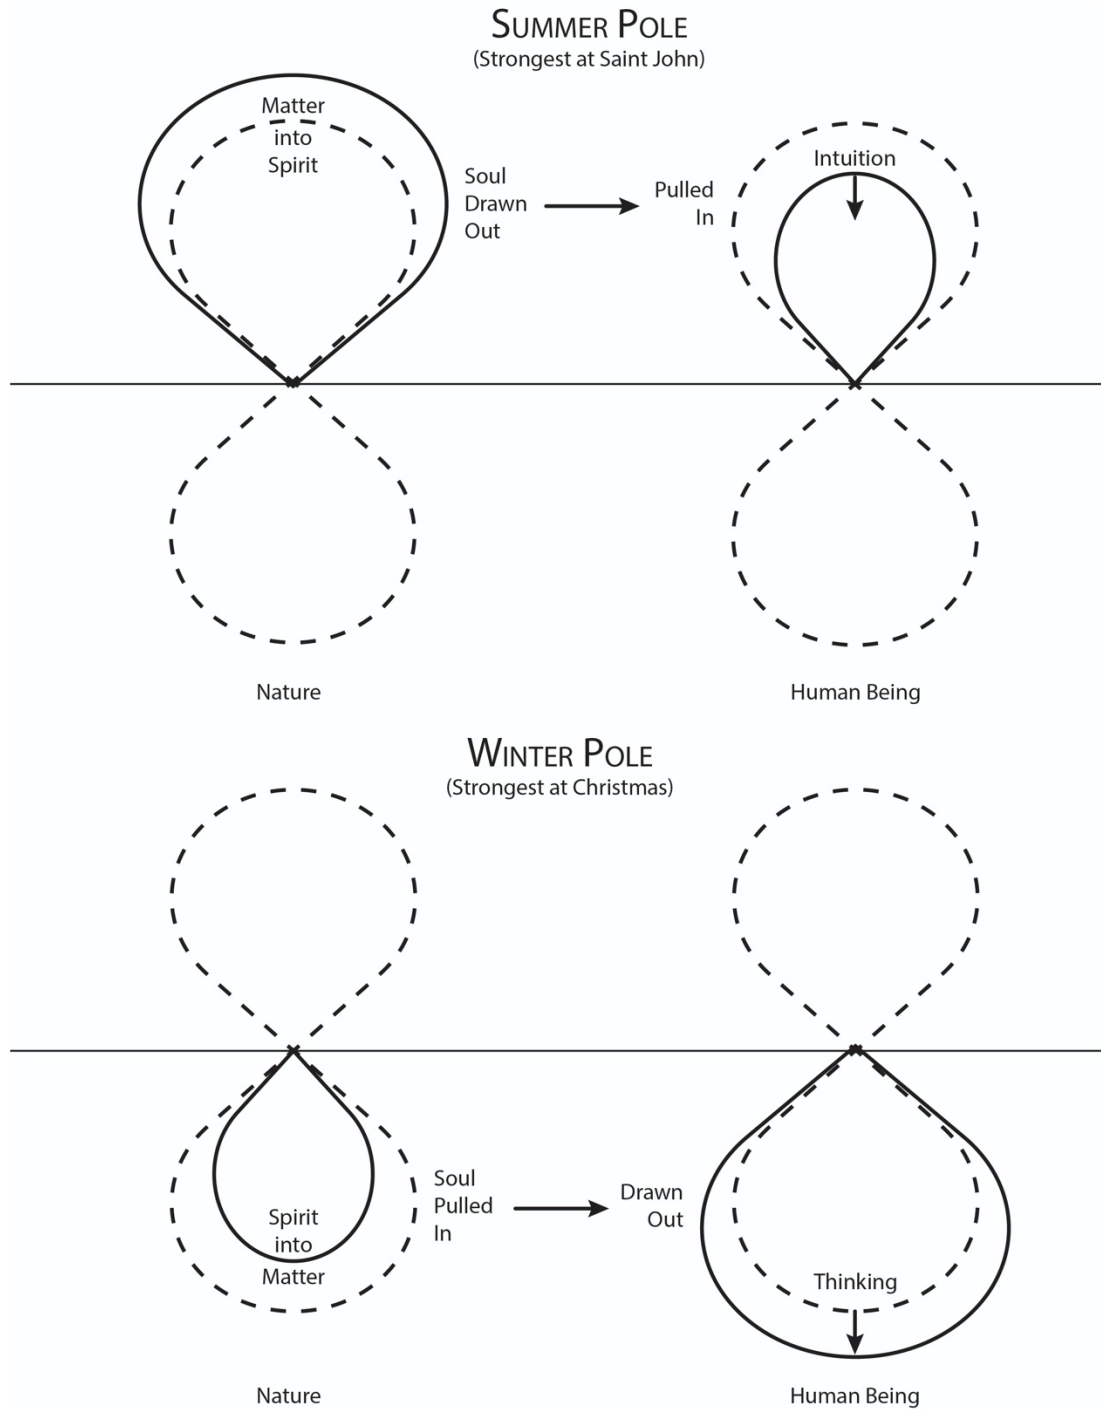 SUMMER POLE
(Strongest at Saint John)
Matter
into
Spirit
Soul
Drawn
Out
Pulled
In
Intuition
Nature
Human Being
WINTER POLE
(Strongest at Christmas)
Spirit
into
Matter
Soul
Pulled
In
Drawn
Out
Thinking
Nature
Human Being